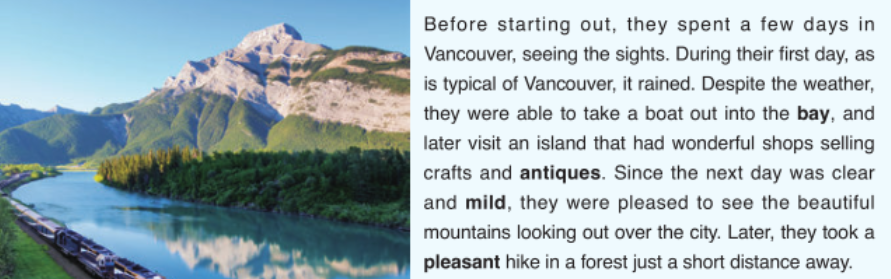 Before starting out, they spent a few days in
Vancouver, seeing the sights. During their first day, as
is typical of Vancouver, it rained. Despite the weather,
they were able to take a boat out into the bay, and
later visit an island that had wonderful shops selling
crafts and antiques. Since the next day was clear
and mild, they were pleased to see the beautiful
mountains looking out over the city. Later, they took a
pleasant hike in a forest just a short distance away.